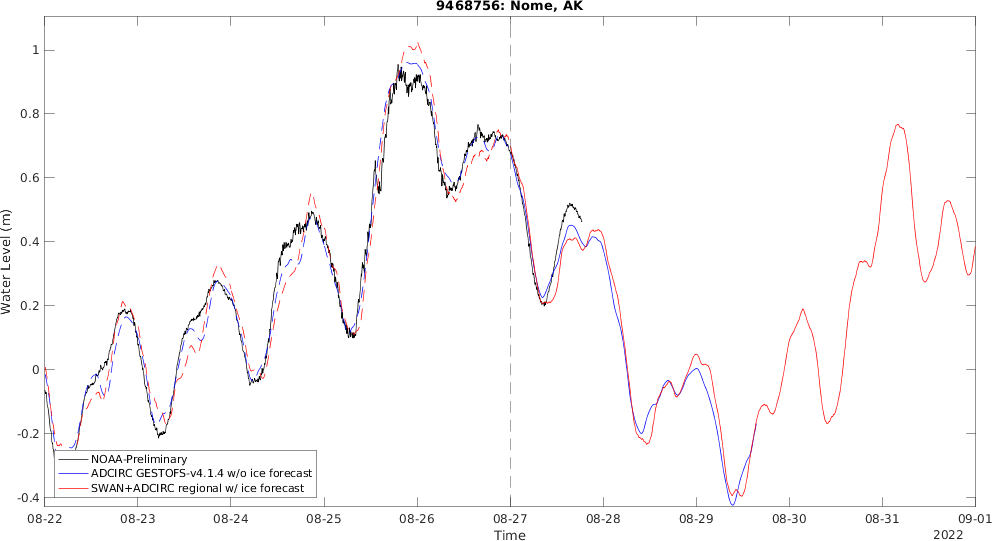 9468756: Nome, AK
1
0.8
0.6
0.4
0.2
0
-0.2
-0.4
Water Level (m)
NOAA-Preliminary
ADCIRC GESTOFS-v4.1.4 w/o ice forecast
SWAN+ADCIRC regional w/ ice forecast
08-22 08-23 08-24 08-25 08-26 08-27 08-28 08-29 08-30 08-31 09-01
Time
2022